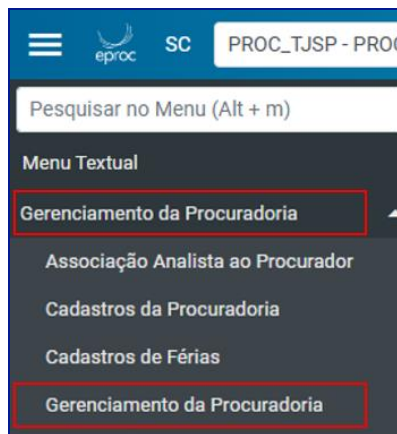 eproc SC PROC_TJSP - PROC
Pesquisar no Menu (Alt + m)
Menu Textual
Gerenciamento da Procuradoria
Associação Analista ao Procurador
Cadastros da Procuradoria
Cadastros de Férias
Gerenciamento da Procuradoria